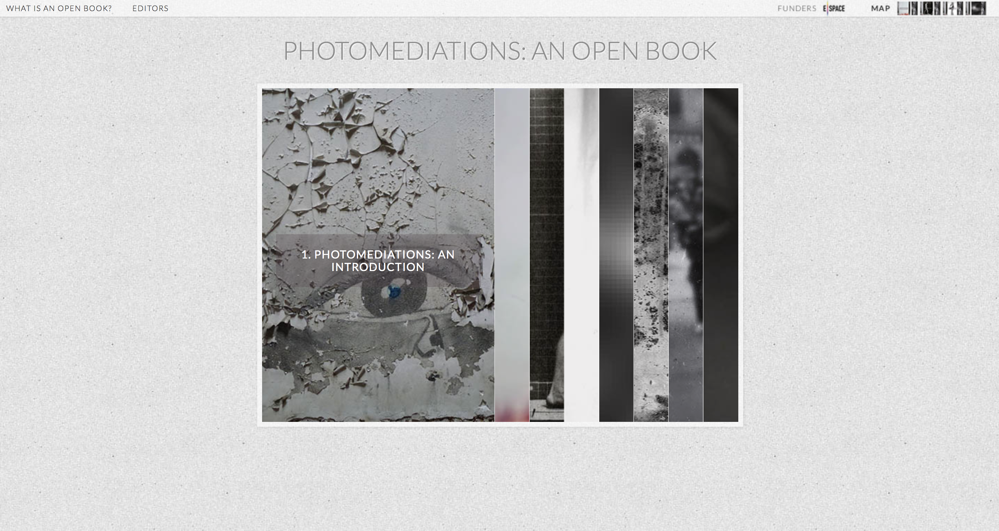 WHAT IS AN OPEN BOOK? EDITORS FUNDERS E SPACE MAP
PHOTOMEDIATIONS: AN OPEN BOOK
1. PHOTOMEDIATIONS: AN
INTRODUCTION